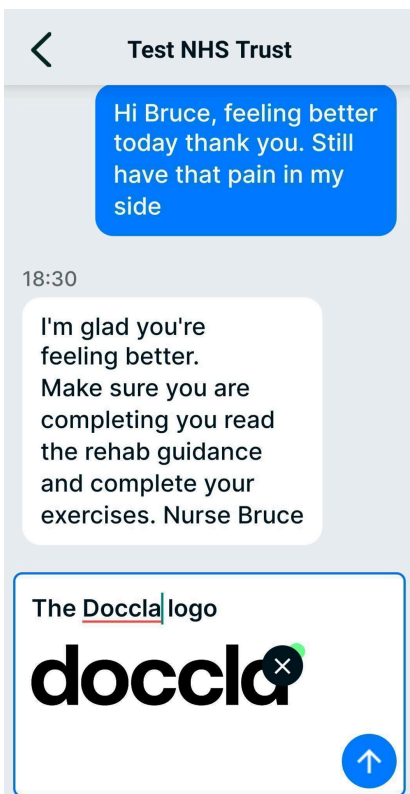 Test NHS Trust
Hi Bruce, feeling better
today thank you. Still
have that pain in my
side
18:30
I'm glad you're
feeling better.
Make sure you are
completing you read
the rehab guidance
and complete your
exercises. Nurse Bruce
The Doccla logo
doccla